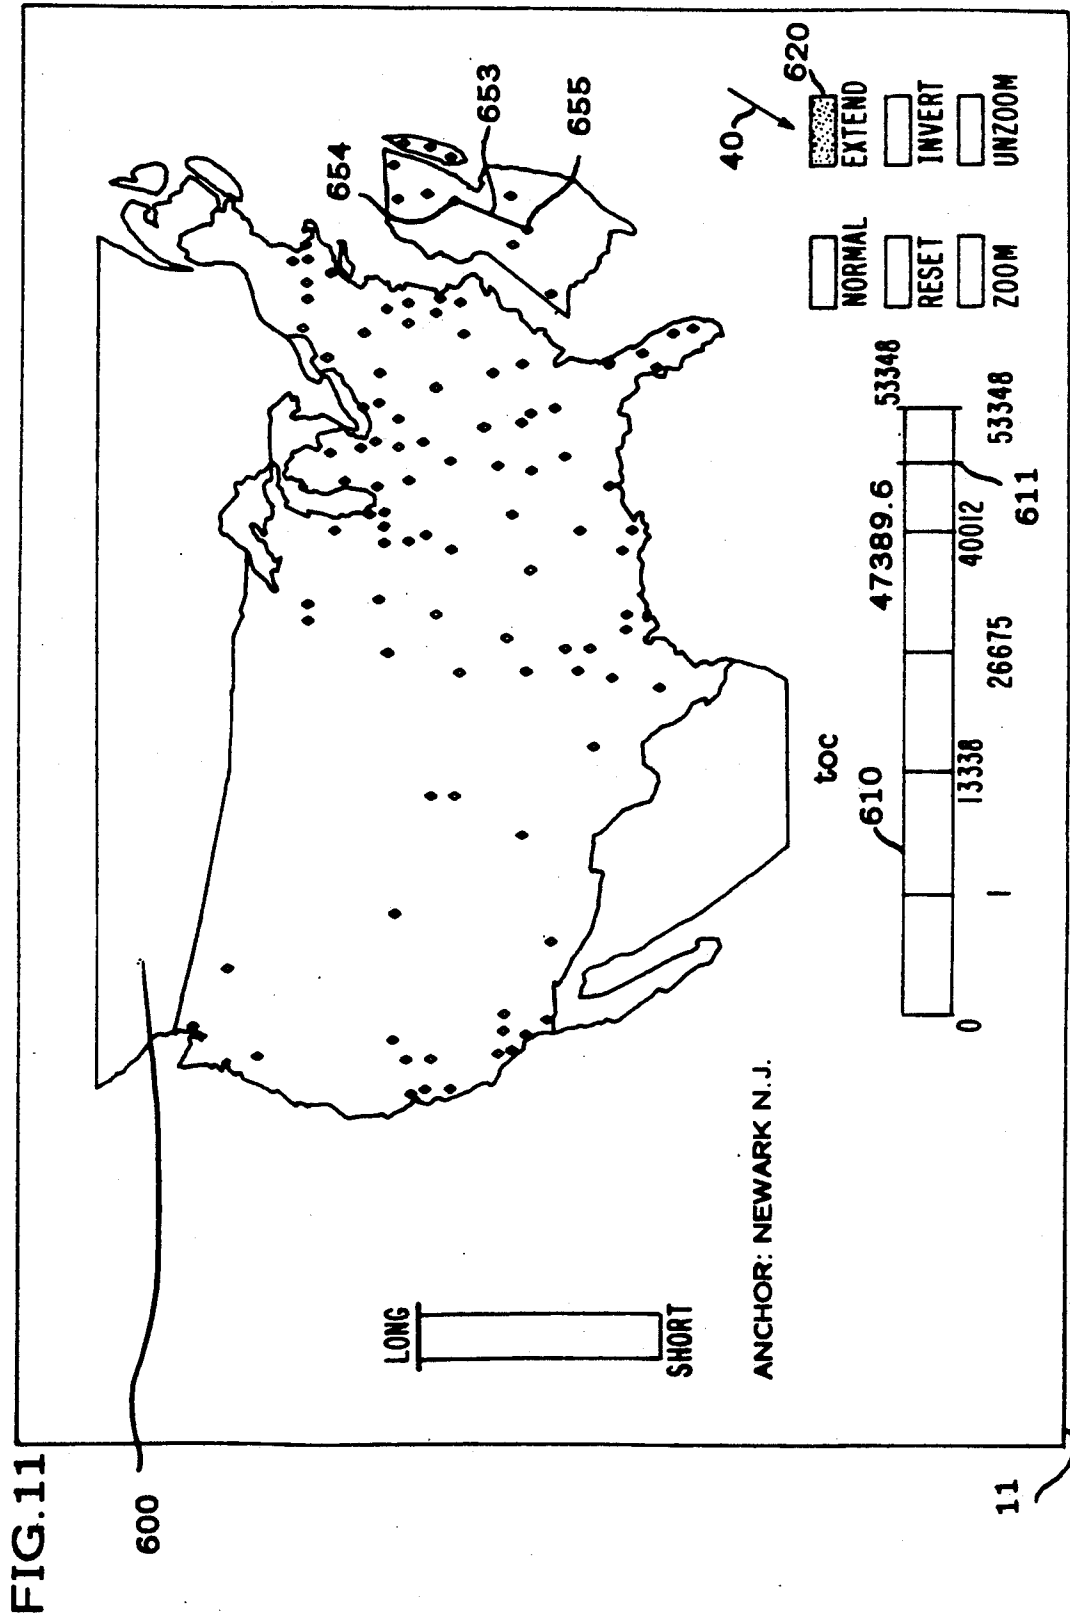 FIG.11
600
654
653
655
40
620
LONG
SHORT
ANCHOR: NEWARK N.J.
toc
610
47389.6
53348
0
1
13338
26675
40012
53348
611
NORMAL
EXTEND
RESET
INVERT
ZOOM
UNZOOM
11